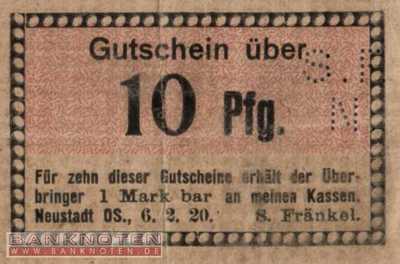 Gutschein über
10 Pfg.
S. F.
N
Für zehn dieser Gutscheine erhält der Über-
bringer 1 Mark bar an meinen Kassen.
Neustadt OS., 6. 2. 20. S. Fränkel.
BANKNOTEN
WWW.BANKNOTEN.DE